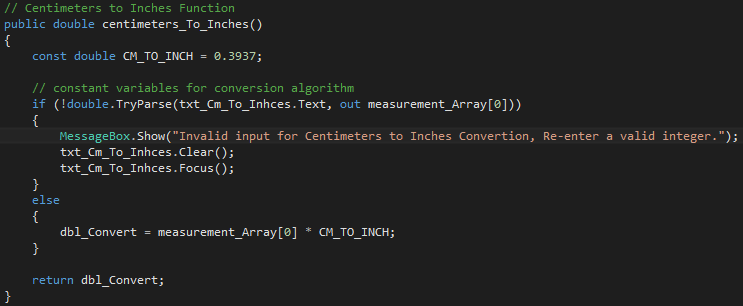 // Centimeters to Inches Function
public double centimeters_To_Inches()
{
const double CM_TO_INCH = 0.3937;
// constant variables for conversion algorithm
if (!double.TryParse(txt_Cm_To_Inhces.Text, out measurement_Array[0]))
{
MessageBox.Show("Invalid input for Centimeters to Inches Convertion, Re-enter a valid integer.");
txt_Cm_To_Inhces.Clear();
txt_Cm_To_Inhces.Focus();
}
else
{
dbl_Convert = measurement_Array[0] * CM_TO_INCH;
}
return dbl_Convert;
}